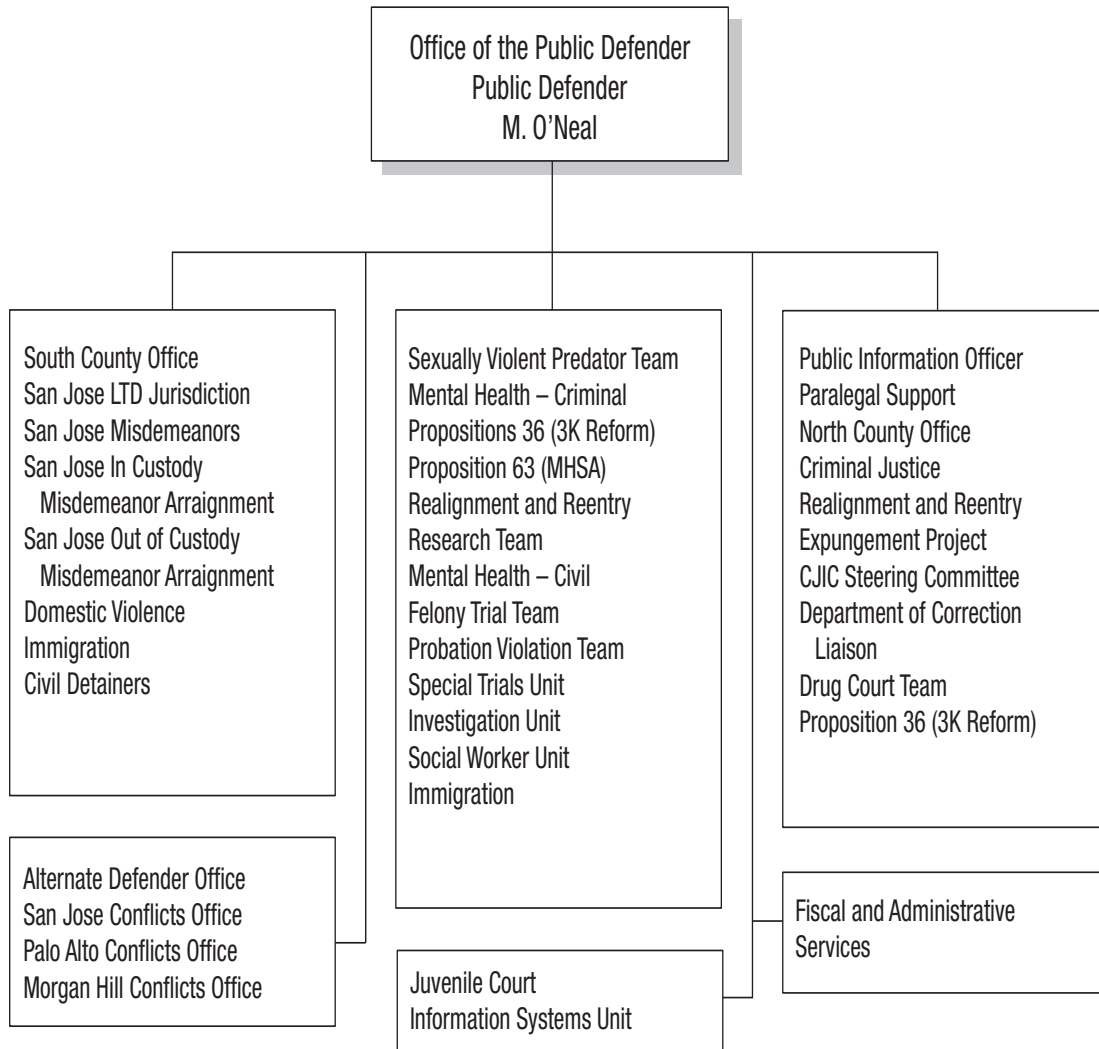 Office of the Public Defender
Public Defender
M. O’Neal
South County Office
San Jose LTD Jurisdiction
San Jose Misdemeanors
San Jose In Custody
Misdemeanor Arraignment
San Jose Out of Custody
Misdemeanor Arraignment
Domestic Violence
Immigration
Civil Detainers
Sexually Violent Predator Team
Mental Health – Criminal
Propositions 36 (3K Reform)
Proposition 63 (MHSA)
Realignment and Reentry
Research Team
Mental Health – Civil
Felony Trial Team
Probation Violation Team
Special Trials Unit
Investigation Unit
Social Worker Unit
Immigration
Public Information Officer
Paralegal Support
North County Office
Criminal Justice
Realignment and Reentry
Expungement Project
CJIC Steering Committee
Department of Correction
Liaison
Drug Court Team
Proposition 36 (3K Reform)
Alternate Defender Office
San Jose Conflicts Office
Palo Alto Conflicts Office
Morgan Hill Conflicts Office
Juvenile Court
Information Systems Unit
Fiscal and Administrative
Services